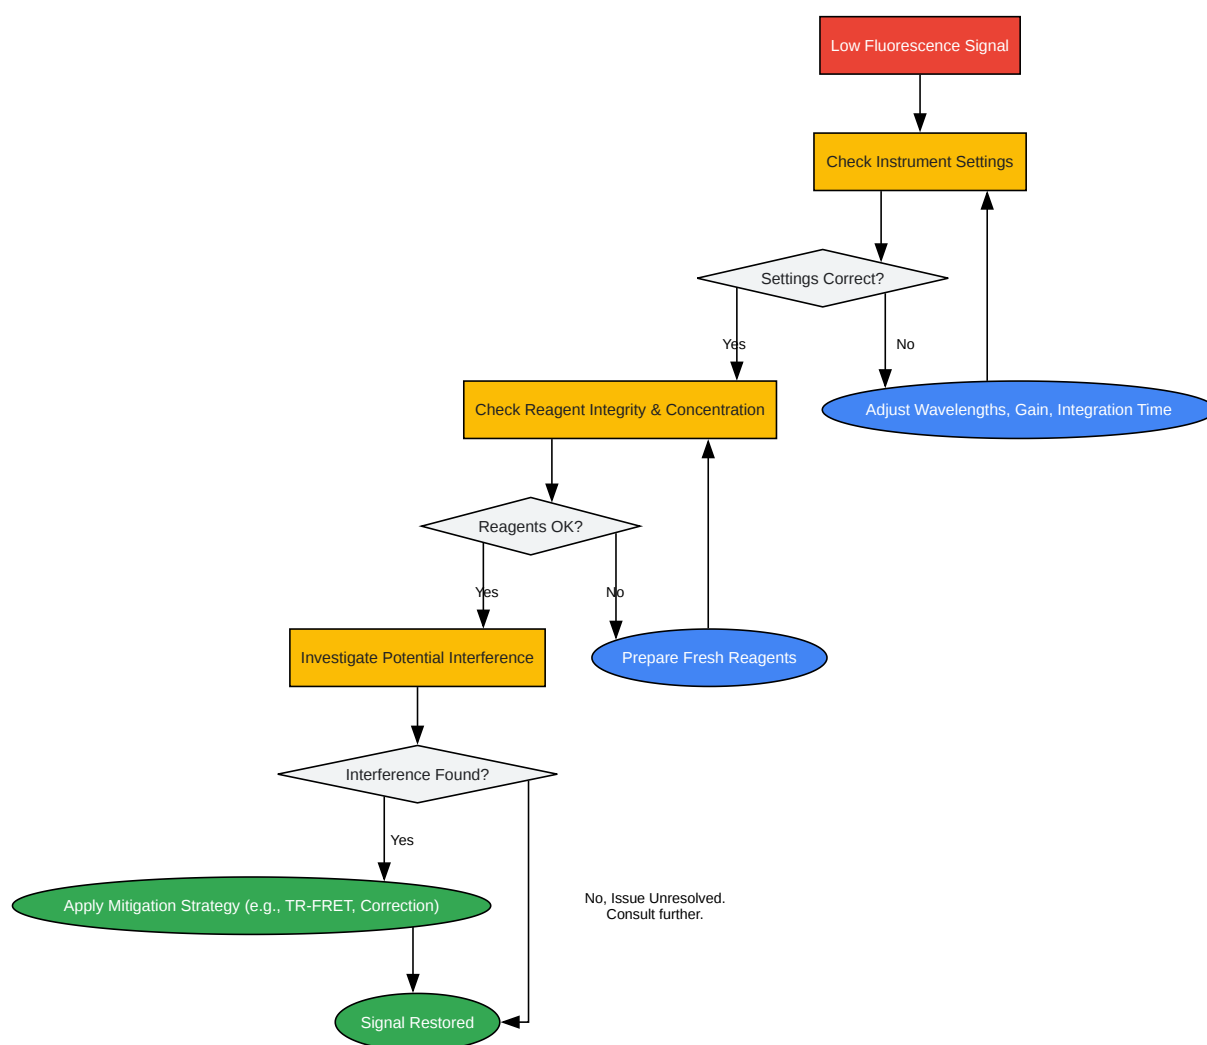 Low Fluorescence Signal
Check Instrument Settings
Settings Correct?
Yes
No
Check Reagent Integrity & Concentration
Adjust Wavelengths, Gain, Integration Time
Reagents OK?
Yes
No
Investigate Potential Interference
Prepare Fresh Reagents
Interference Found?
Yes
No, Issue Unresolved.
Consult further.
Apply Mitigation Strategy (e.g., TR-FRET, Correction)
Signal Restored